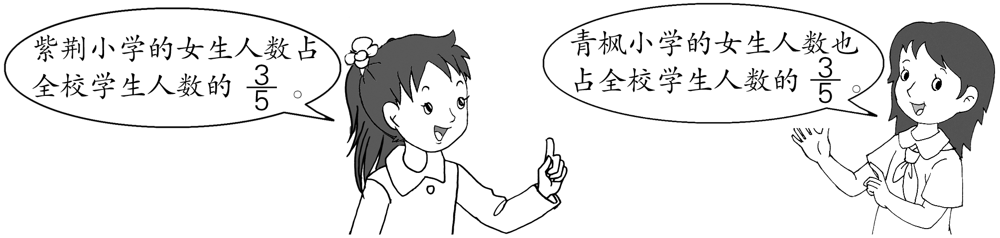 紫荆小学的女生人数占
全校学生人数的 3/5 。
青枫小学的女生人数也
占全校学生人数的 3/5 。